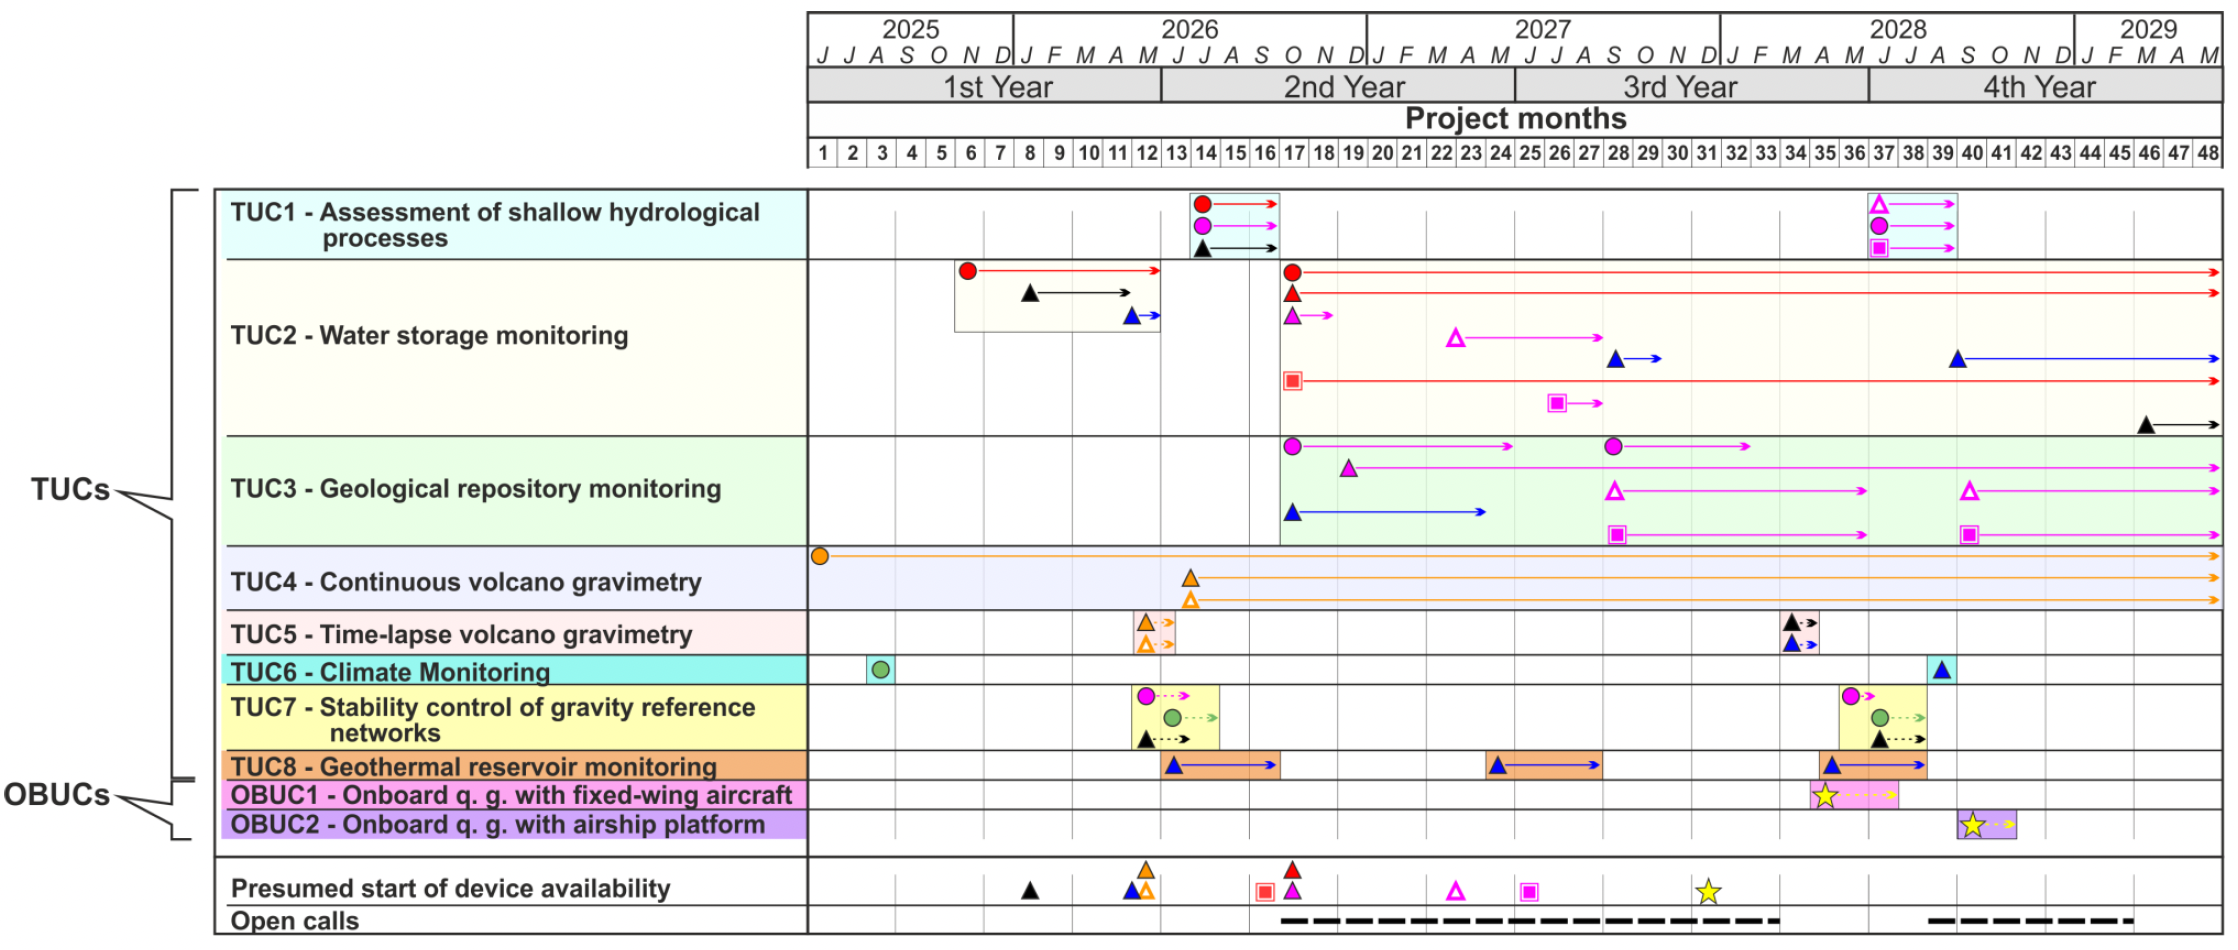 2025 2026 2027 2028 2029
J J A S O N D J F M A M J J A S O N D J F M A M J J A S O N D J F M A M J J A S O N D J F M A M
1st Year 2nd Year 3rd Year 4th Year
Project months
1 2 3 4 5 6 7 8 9 10 11 12 13 14 15 16 17 18 19 20 21 22 23 24 25 26 27 28 29 30 31 32 33 34 35 36 37 38 39 40 41 42 43 44 45 46 47 48
TUC1 - Assessment of shallow hydrological
processes
TUC2 - Water storage monitoring
TUCs
TUC3 - Geological repository monitoring
TUC4 - Continuous volcano gravimetry
TUC5 - Time-lapse volcano gravimetry
TUC6 - Climate Monitoring
TUC7 - Stability control of gravity reference
networks
TUC8 - Geothermal reservoir monitoring
OBUCs
OBUC1 - Onboard q. g. with fixed-wing aircraft
OBUC2 - Onboard q. g. with airship platform
Presumed start of device availability
Open calls